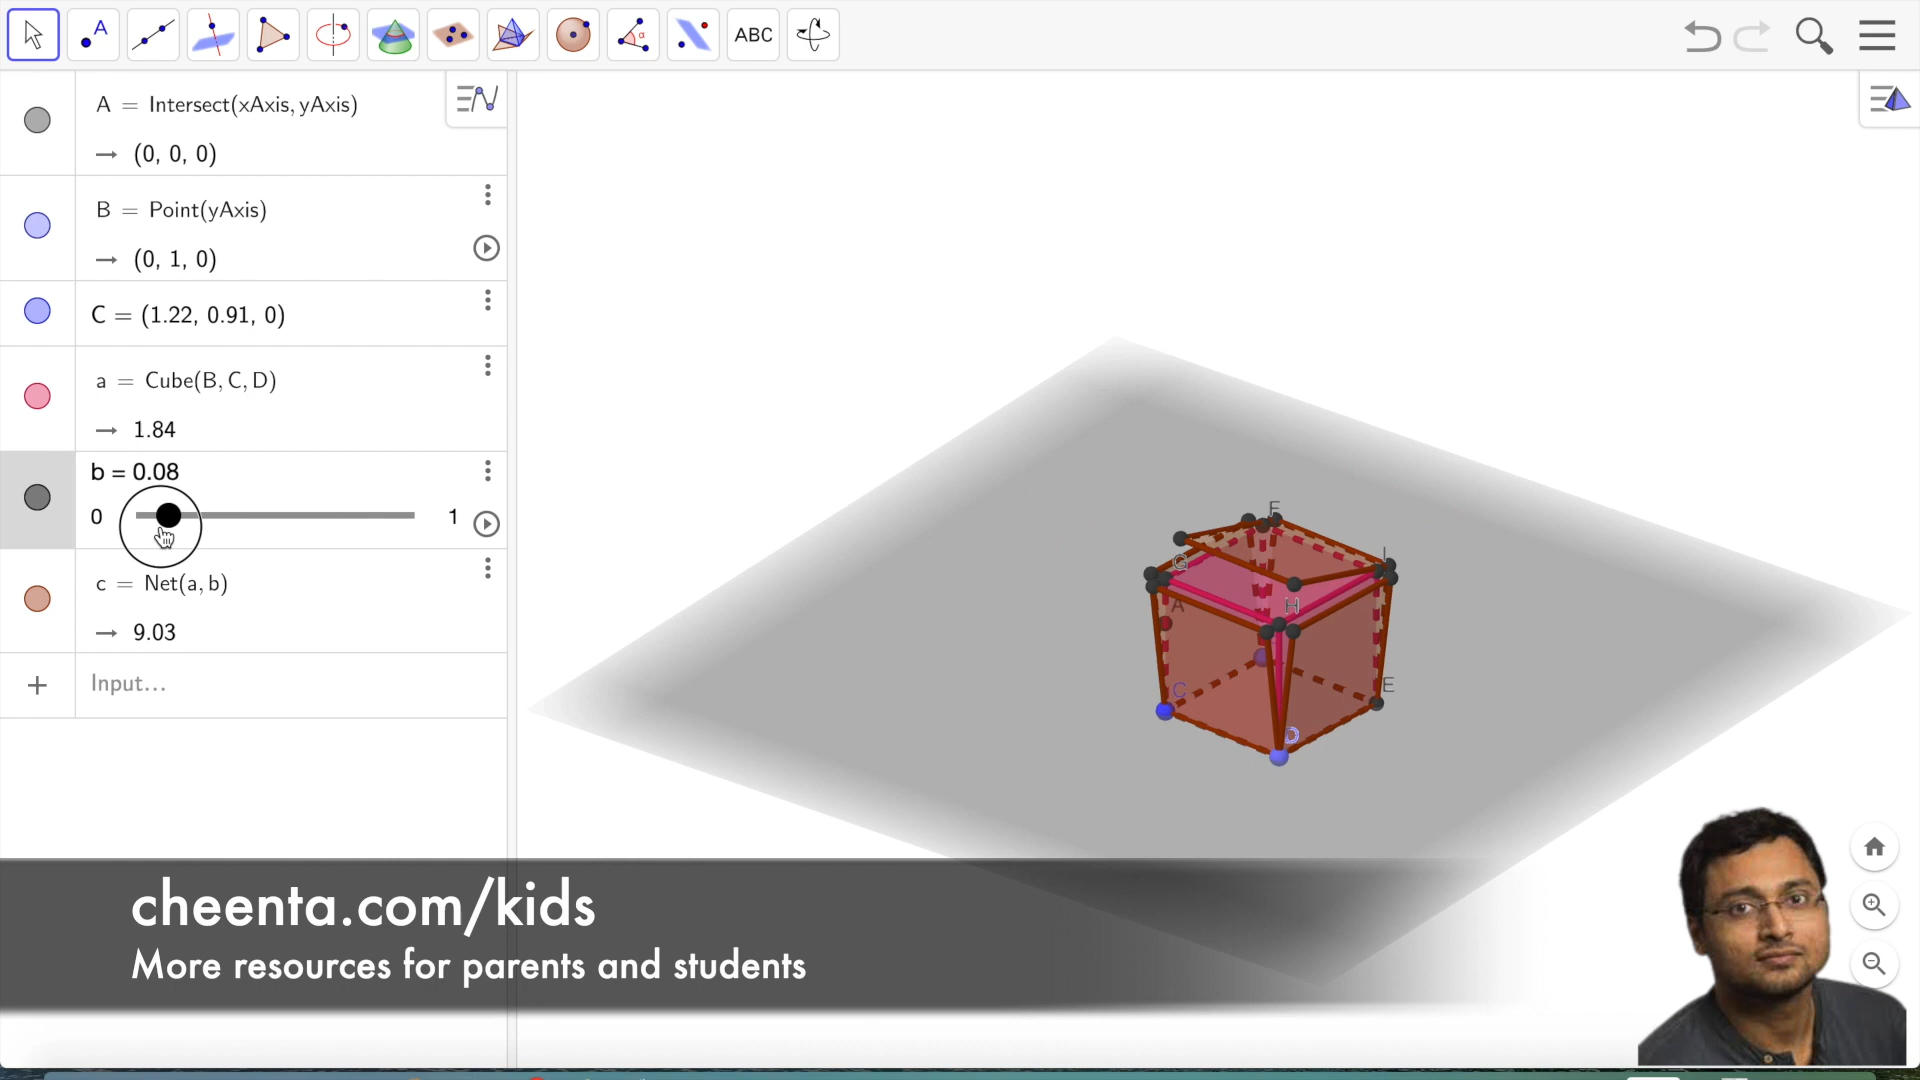 ABC
A = Intersect(xAxis, yAxis)
→ (0, 0, 0)
B = Point(yAxis)
→ (0, 1, 0)
C = (1.22, 0.91, 0)
a = Cube(B, C, D)
→ 1.84
b = 0.08
0 1
c = Net(a, b)
→ 9.03
+ Input...
F
G
I
A
H
C
E
D
cheenta.com/kids
More resources for parents and students